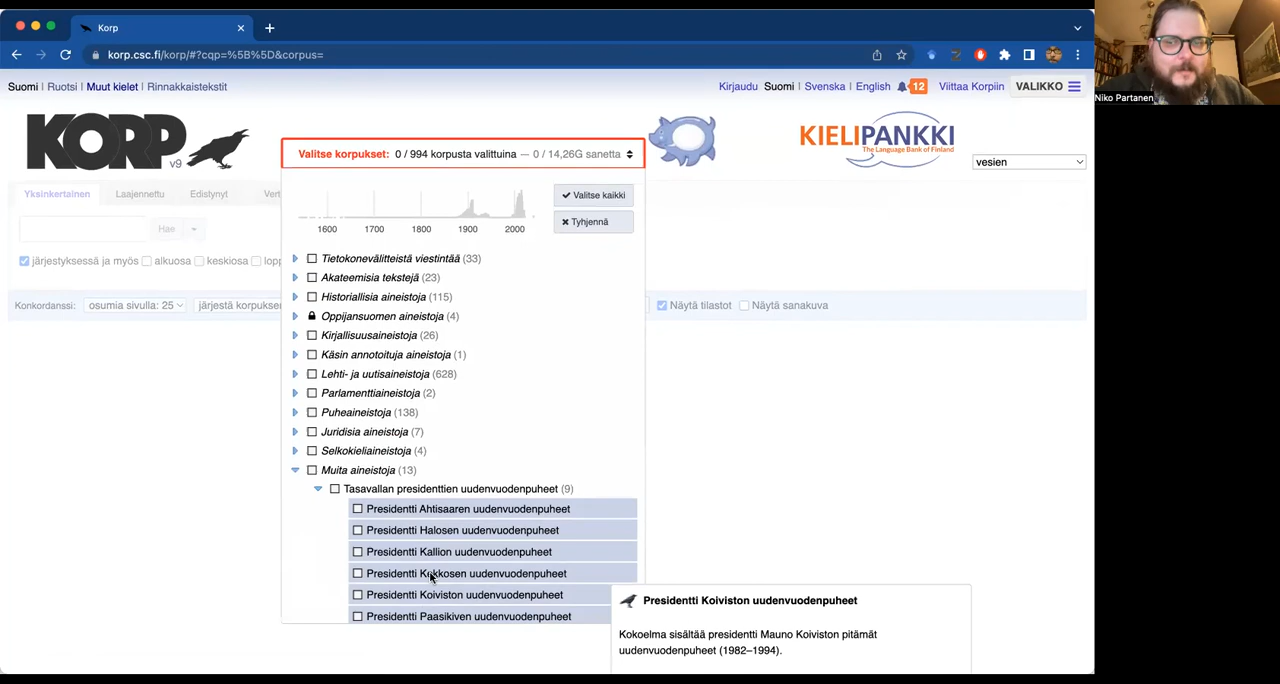 Korp
korp.csc.fi/korp/#?cqp=%5B%5D&corpus=
Suomi | Ruotsi | Muut kielet | Rinnakkaistekstit
Kirjaudu Suomi | Svenska | English 12 Viittaa Korpiin VALIKKO
KORP
v9
KIELIPANKKI
The Language Bank of Finland
vesien
Valitse korpukset: 0 / 994 korpusta valittuina — 0 / 14,26G sanetta
Yksinkertainen Laajennettu Edistynyt Vert
Valitse kaikki
Tyhjennä
1600 1700 1800 1900 2000
Hae
järjestyksessä ja myös alkuosa keskiosa lopp
Konkordanssi: osumia sivulla: 25 järjestä korpuksen
Näytä tilastot Näytä sanakuva
Tietokonevälitteistä viestintää (33)
Akateemisia tekstejä (23)
Historiallisia aineistoja (115)
Oppijansuomen aineistoja (4)
Kirjallisuusaineistoja (26)
Käsin annotoituja aineistoja (1)
Lehti- ja uutisaineistoja (628)
Parlamenttiaineistoja (2)
Puheaineistoja (138)
Juridisia aineistoja (7)
Selkokieliaineistoja (4)
Muita aineistoja (13)
Tasavallan presidenttien uudenvuodenpuheet (9)
Presidentti Ahtisaaren uudenvuodenpuheet
Presidentti Halosen uudenvuodenpuheet
Presidentti Kallion uudenvuodenpuheet
Presidentti Kekkosen uudenvuodenpuheet
Presidentti Koiviston uudenvuodenpuheet
Presidentti Paasikiven uudenvuodenpuheet
Presidentti Koiviston uudenvuodenpuheet
Kokoelma sisältää presidentti Mauno Koiviston pitämät
uudenvuodenpuheet (1982–1994).
Niko Partanen